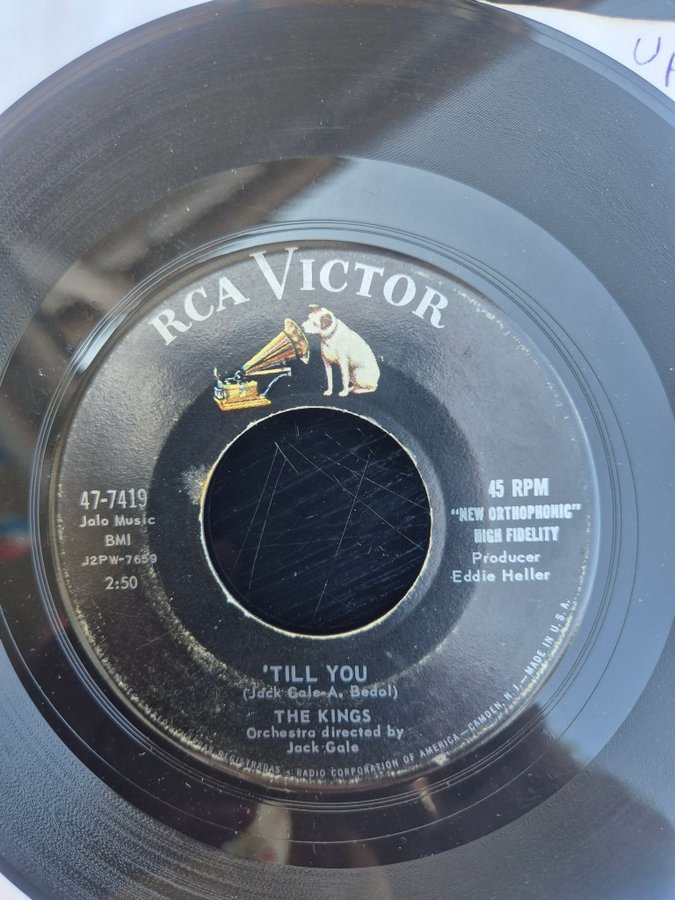 RCA VICTOR
47-7419
Jalo Music
BMI
J2PW-7659
2:50
45 RPM
"NEW ORTHOPHONIC"
HIGH FIDELITY
Producer
Eddie Heller
'TILL YOU
(Jack Gale-A. Bedol)
THE KINGS
Orchestra directed by
Jack Gale
REGISTRADAS • RADIO CORPORATION OF AMERICA—CAMDEN, N.J.—MADE IN U.S.A.